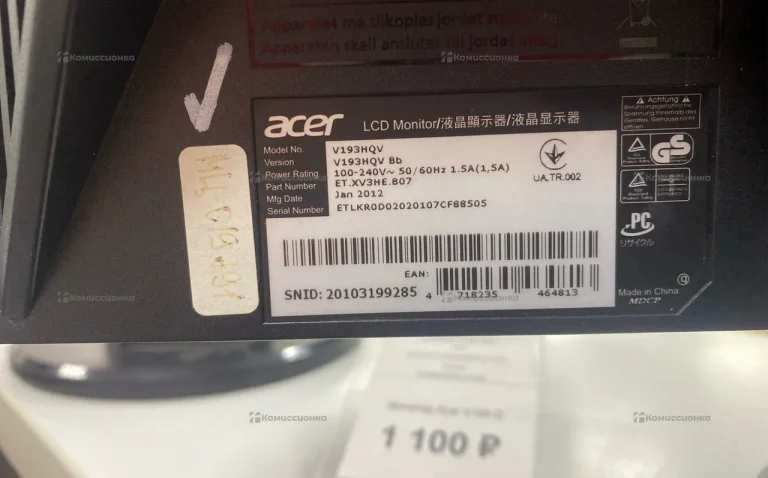 Apparatet må tilkoples jordet
Apparaten skall anslutas till jordat uttag
Комиссионка
Комиссионка
acer LCD Monitor/液晶顯示器/液晶显示器
Model No. V193HQV
Version V193HQV Bb
Power Rating 100-240V~ 50/60Hz 1.5A(1,5A)
Part Number ET.XV3HE.B07
Mfg Date Jan 2012
Serial Number ETLKR0D02020107CF88505
UA.TR.002
Achtung
GS
PC
リサイクル
EAN:
SNID: 20103199285
4 718235 464813
Made in China
MDCP
Комиссионка
Комиссионка
Комиссионка
Комиссионка
Комиссионка
Комиссионка
1 100 ₽